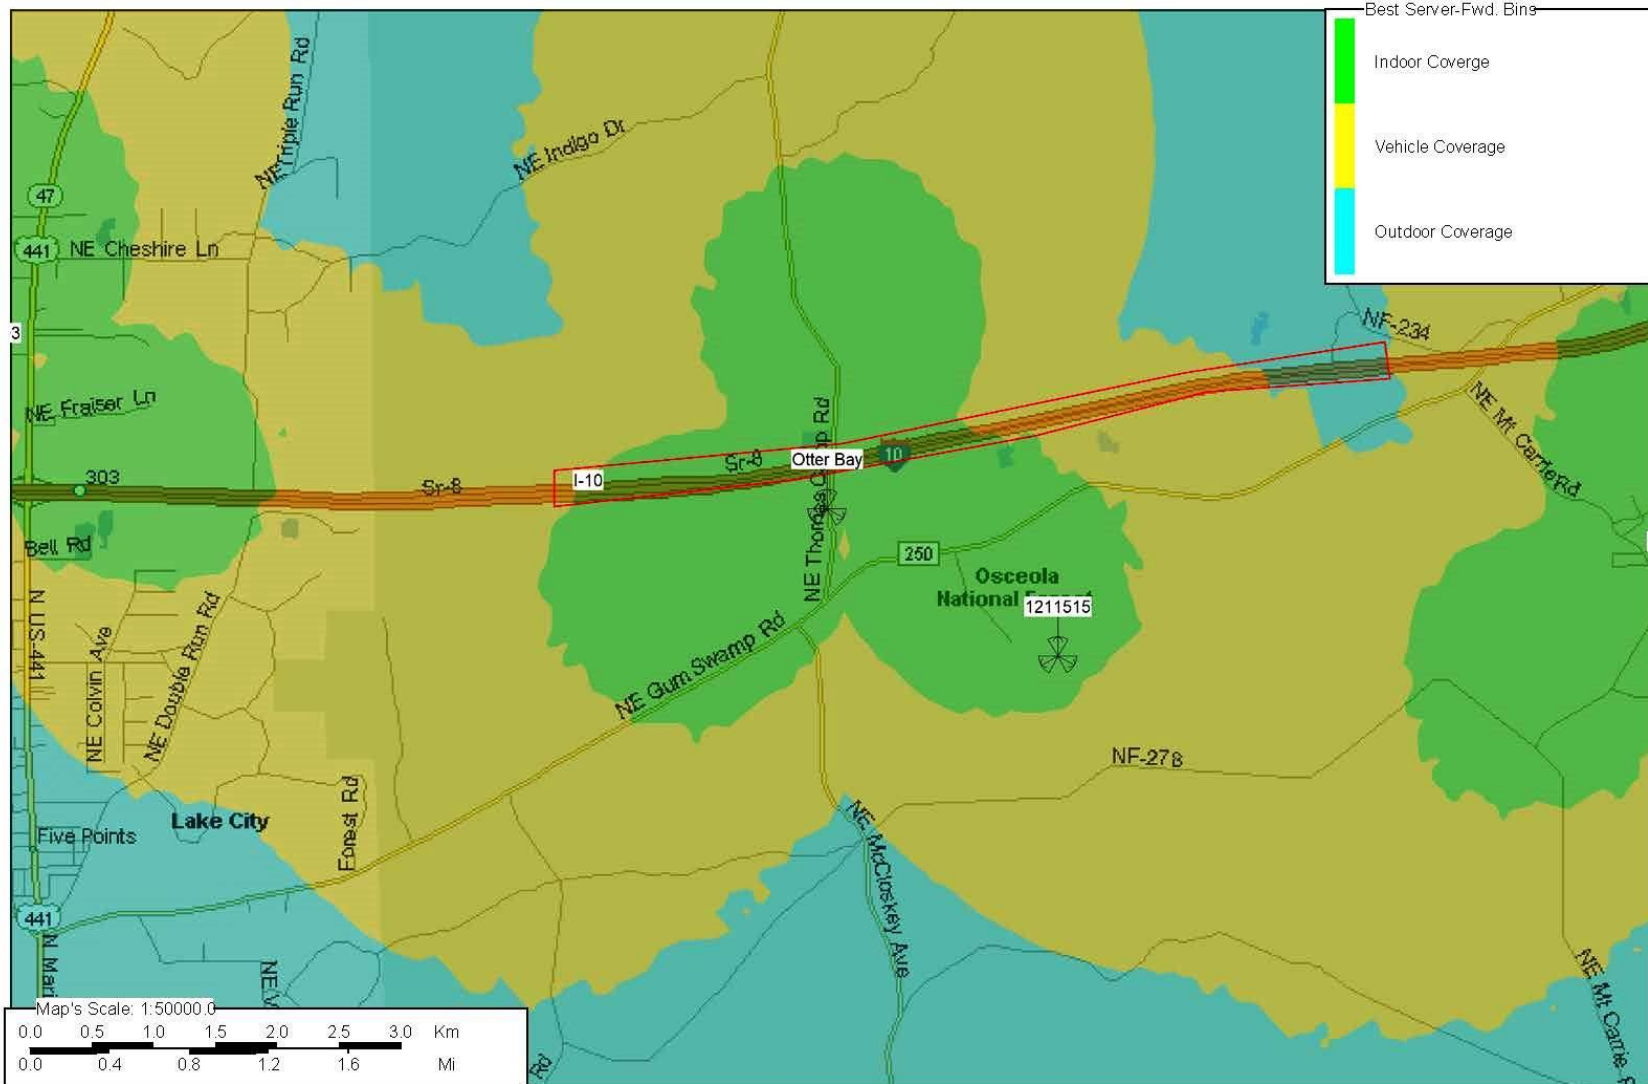 Best Server-Fwd. Bins
Indoor Coverge
Vehicle Coverage
Outdoor Coverage
NE Triple Run Rd
NE Indigo Dr
47
441
NE Cheshire Ln
3
NF-234
NE Fraiser Ln
NE Mt Carrie Rd
303
Sr-8
I-10
Sr-8
Otter Bay
10
Bell Rd
250
Osceola
National
1211515
N US-441
NE Colvin Ave
NE Double Run Rd
NE Gum Swamp Rd
NF-278
Lake City
Five Points
Forest Rd
NE McCloskey Ave
441
N Mari
NE
NE Mt Carrie
Rd
Map's Scale: 1:50000.0
0.0 0.5 1.0 1.5 2.0 2.5 3.0 Km
0.0 0.4 0.8 1.2 1.6 Mi